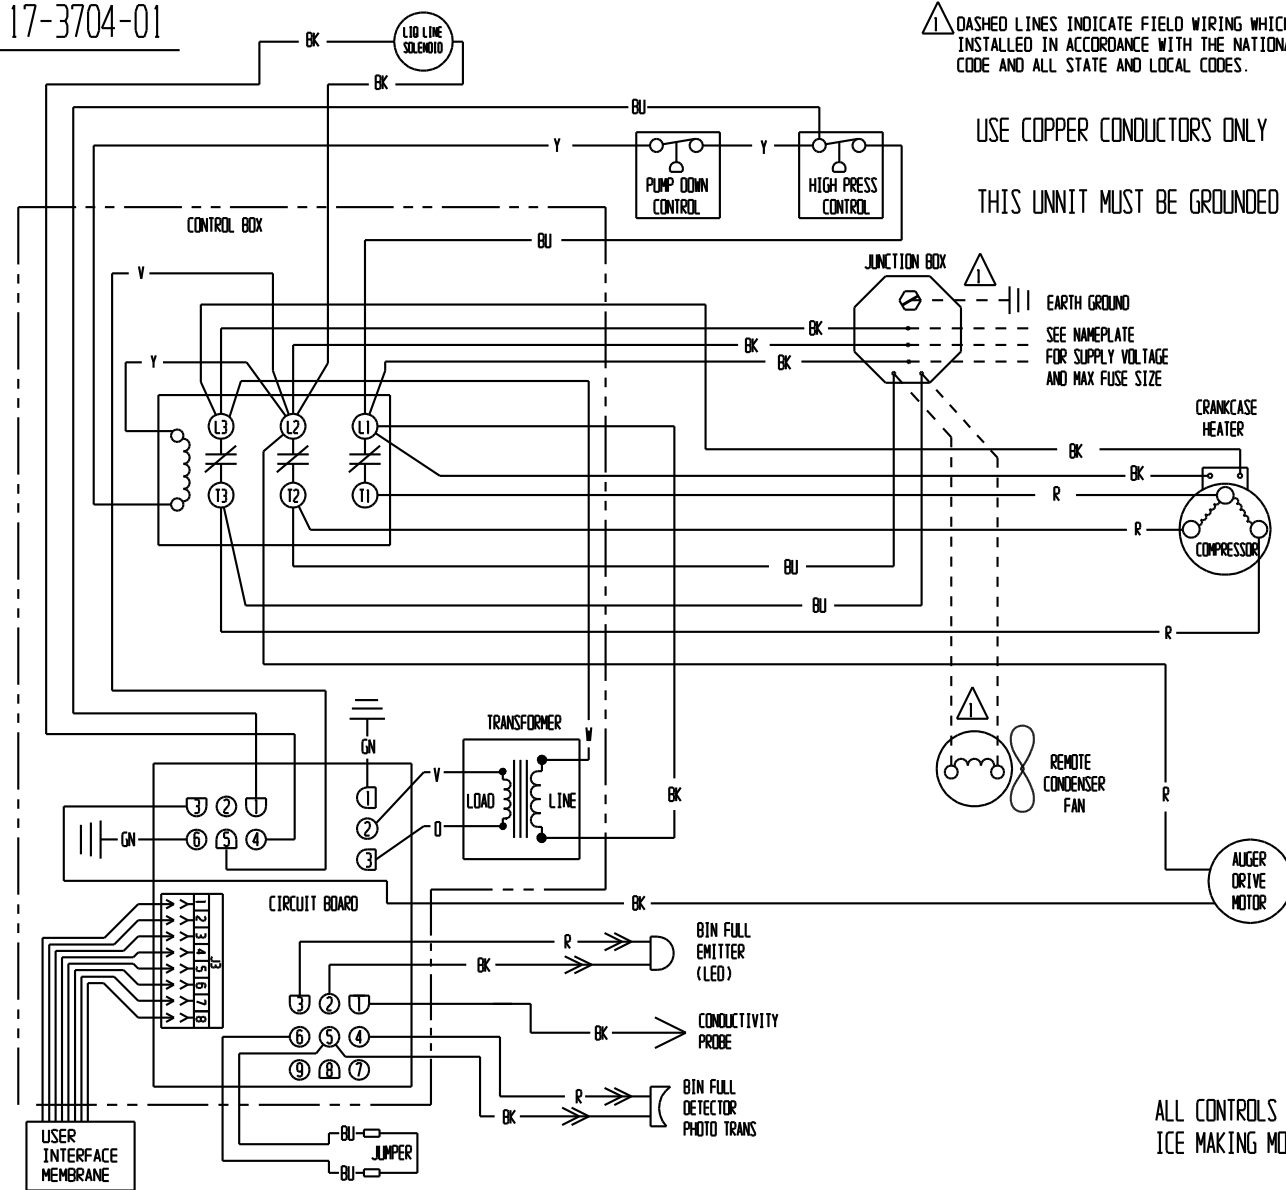 17-3704-01
LIQ LINE
SOLENOID
BK
BK
1
DASHED LINES INDICATE FIELD WIRING WHIC
INSTALLED IN ACCORDANCE WITH THE NATION
CODE AND ALL STATE AND LOCAL CODES.
USE COPPER CONDUCTORS ONLY
THIS UNNIT MUST BE GROUNDED
BU
Y
Y
PUMP DOWN
CONTROL
HIGH PRESS
CONTROL
CONTROL BOX
BU
V
JUNCTION BOX
1
EARTH GROUND
SEE NAMEPLATE
FOR SUPPLY VOLTAGE
AND MAX FUSE SIZE
BK
BK
BK
Y
L3
L2
L1
T3
T2
T1
CRANKCASE
HEATER
BK
BK
R
R
COMPRESSOR
BU
BU
R
TRANSFORMER
W
GN
V
LOAD
LINE
O
BK
1
REMOTE
CONDENSER
FAN
R
3
2
1
6
5
4
GN
1
2
3
CIRCUIT BOARD
BK
AUGER
DRIVE
MOTOR
1
2
3
4
5
6
7
8
J3
R
BK
BIN FULL
EMITTER
(LED)
3
2
1
6
5
4
9
8
7
BK
CONDUCTIVITY
PROBE
R
BK
BIN FULL
DETECTOR
PHOTO TRANS
BU
JUMPER
BU
USER
INTERFACE
MEMBRANE
ALL CONTROLS
ICE MAKING MO